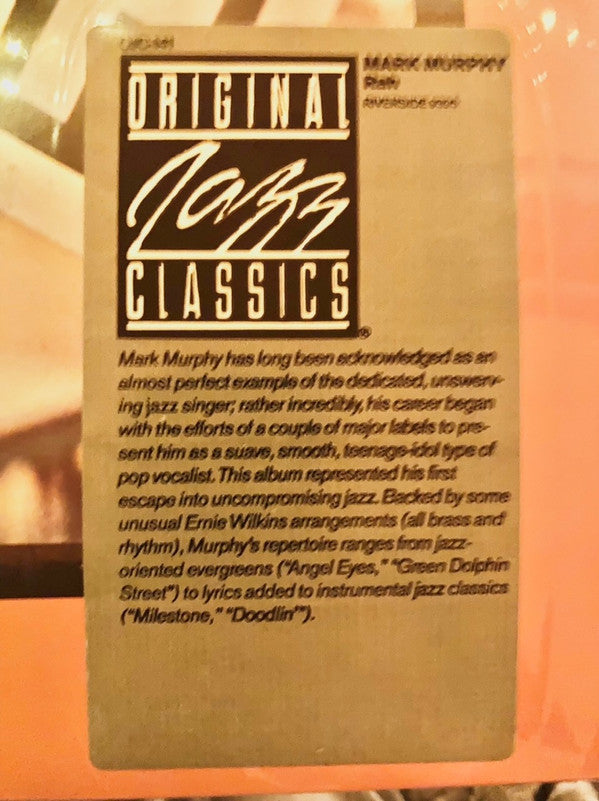 MARK MURPHY
Rah
RIVERSIDE
ORIGINAL
Jazz
CLASSICS
®
Mark Murphy has long been acknowledged as an
almost perfect example of the dedicated, unswerv-
ing jazz singer; rather incredibly, his career began
with the efforts of a couple of major labels to pre-
sent him as a suave, smooth, teenage-idol type of
pop vocalist. This album represented his first
escape into uncompromising jazz. Backed by some
unusual Ernie Wilkins arrangements (all brass and
rhythm), Murphy's repertoire ranges from jazz-
oriented evergreens ("Angel Eyes," "Green Dolphin
Street") to lyrics added to instrumental jazz classics
("Milestone," "Doodlin'").